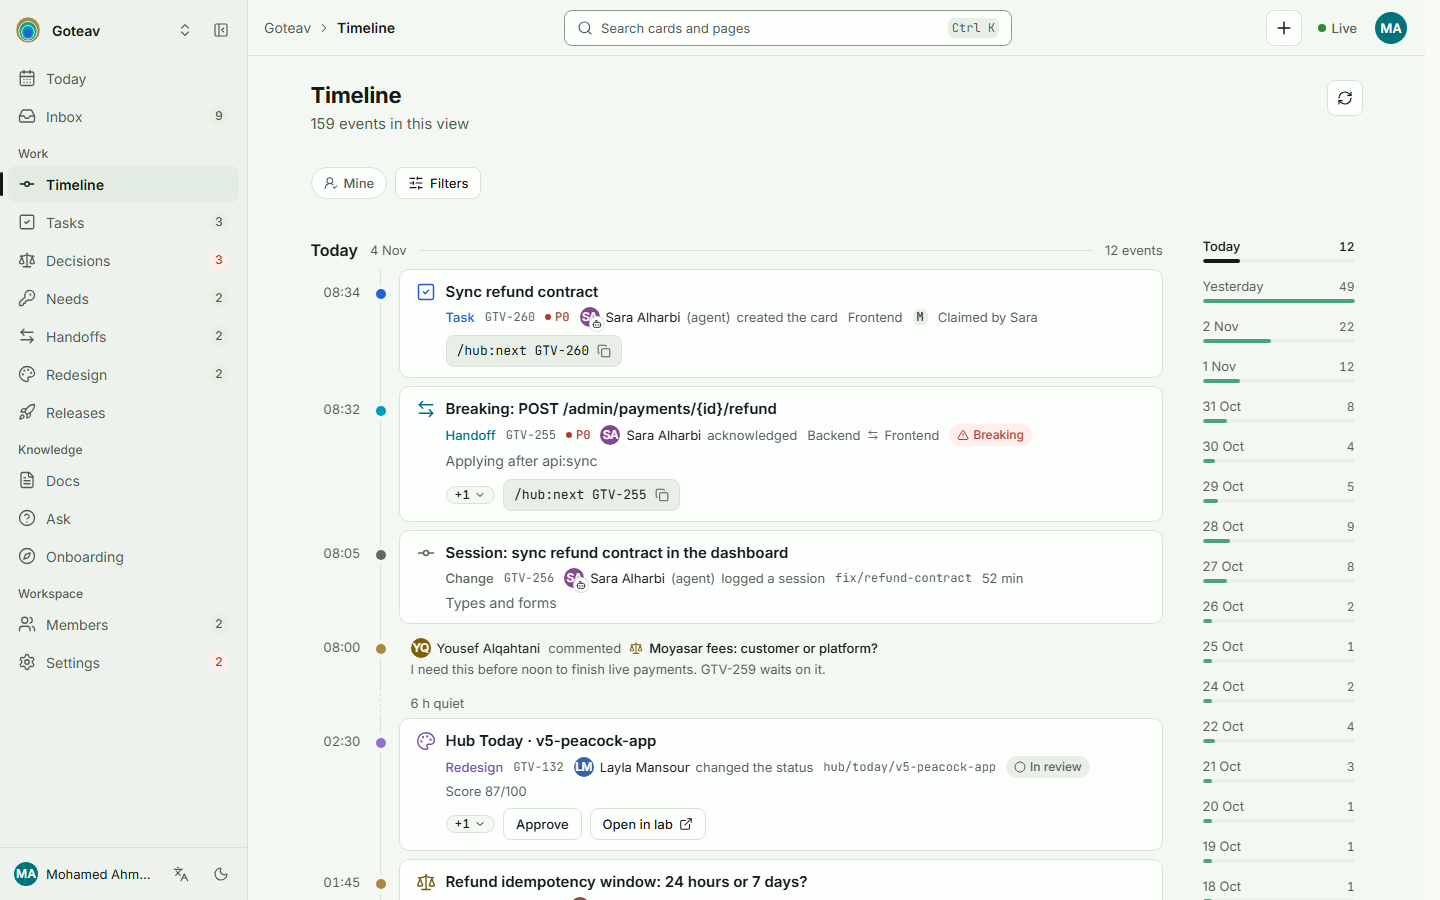 Goteav
Today
Inbox 9
Work
Timeline
Tasks 3
Decisions 3
Needs 2
Handoffs 2
Redesign 2
Releases
Knowledge
Docs
Ask
Onboarding
Workspace
Members 2
Settings 2
MA Mohamed Ahm...
Goteav > Timeline
Search cards and pages Ctrl K
Live MA
Timeline
159 events in this view
Mine Filters
Today 4 Nov 12 events
08:34 Sync refund contract
Task GTV-260 P0 SA Sara Alharbi (agent) created the card Frontend M Claimed by Sara
/hub:next GTV-260
08:32 Breaking: POST /admin/payments/{id}/refund
Handoff GTV-255 P0 SA Sara Alharbi acknowledged Backend Frontend Breaking
Applying after api:sync
+1 /hub:next GTV-255
08:05 Session: sync refund contract in the dashboard
Change GTV-256 SA Sara Alharbi (agent) logged a session fix/refund-contract 52 min
Types and forms
08:00 YQ Yousef Alqahtani commented Moyasar fees: customer or platform?
I need this before noon to finish live payments. GTV-259 waits on it.
6 h quiet
02:30 Hub Today · v5-peacock-app
Redesign GTV-132 LM Layla Mansour changed the status hub/today/v5-peacock-app In review
Score 87/100
+1 Approve Open in lab
01:45 Refund idempotency window: 24 hours or 7 days?
Today 12
Yesterday 49
2 Nov 22
1 Nov 12
31 Oct 8
30 Oct 4
29 Oct 5
28 Oct 9
27 Oct 8
26 Oct 2
25 Oct 1
24 Oct 2
22 Oct 4
21 Oct 3
20 Oct 1
19 Oct 1
18 Oct 1